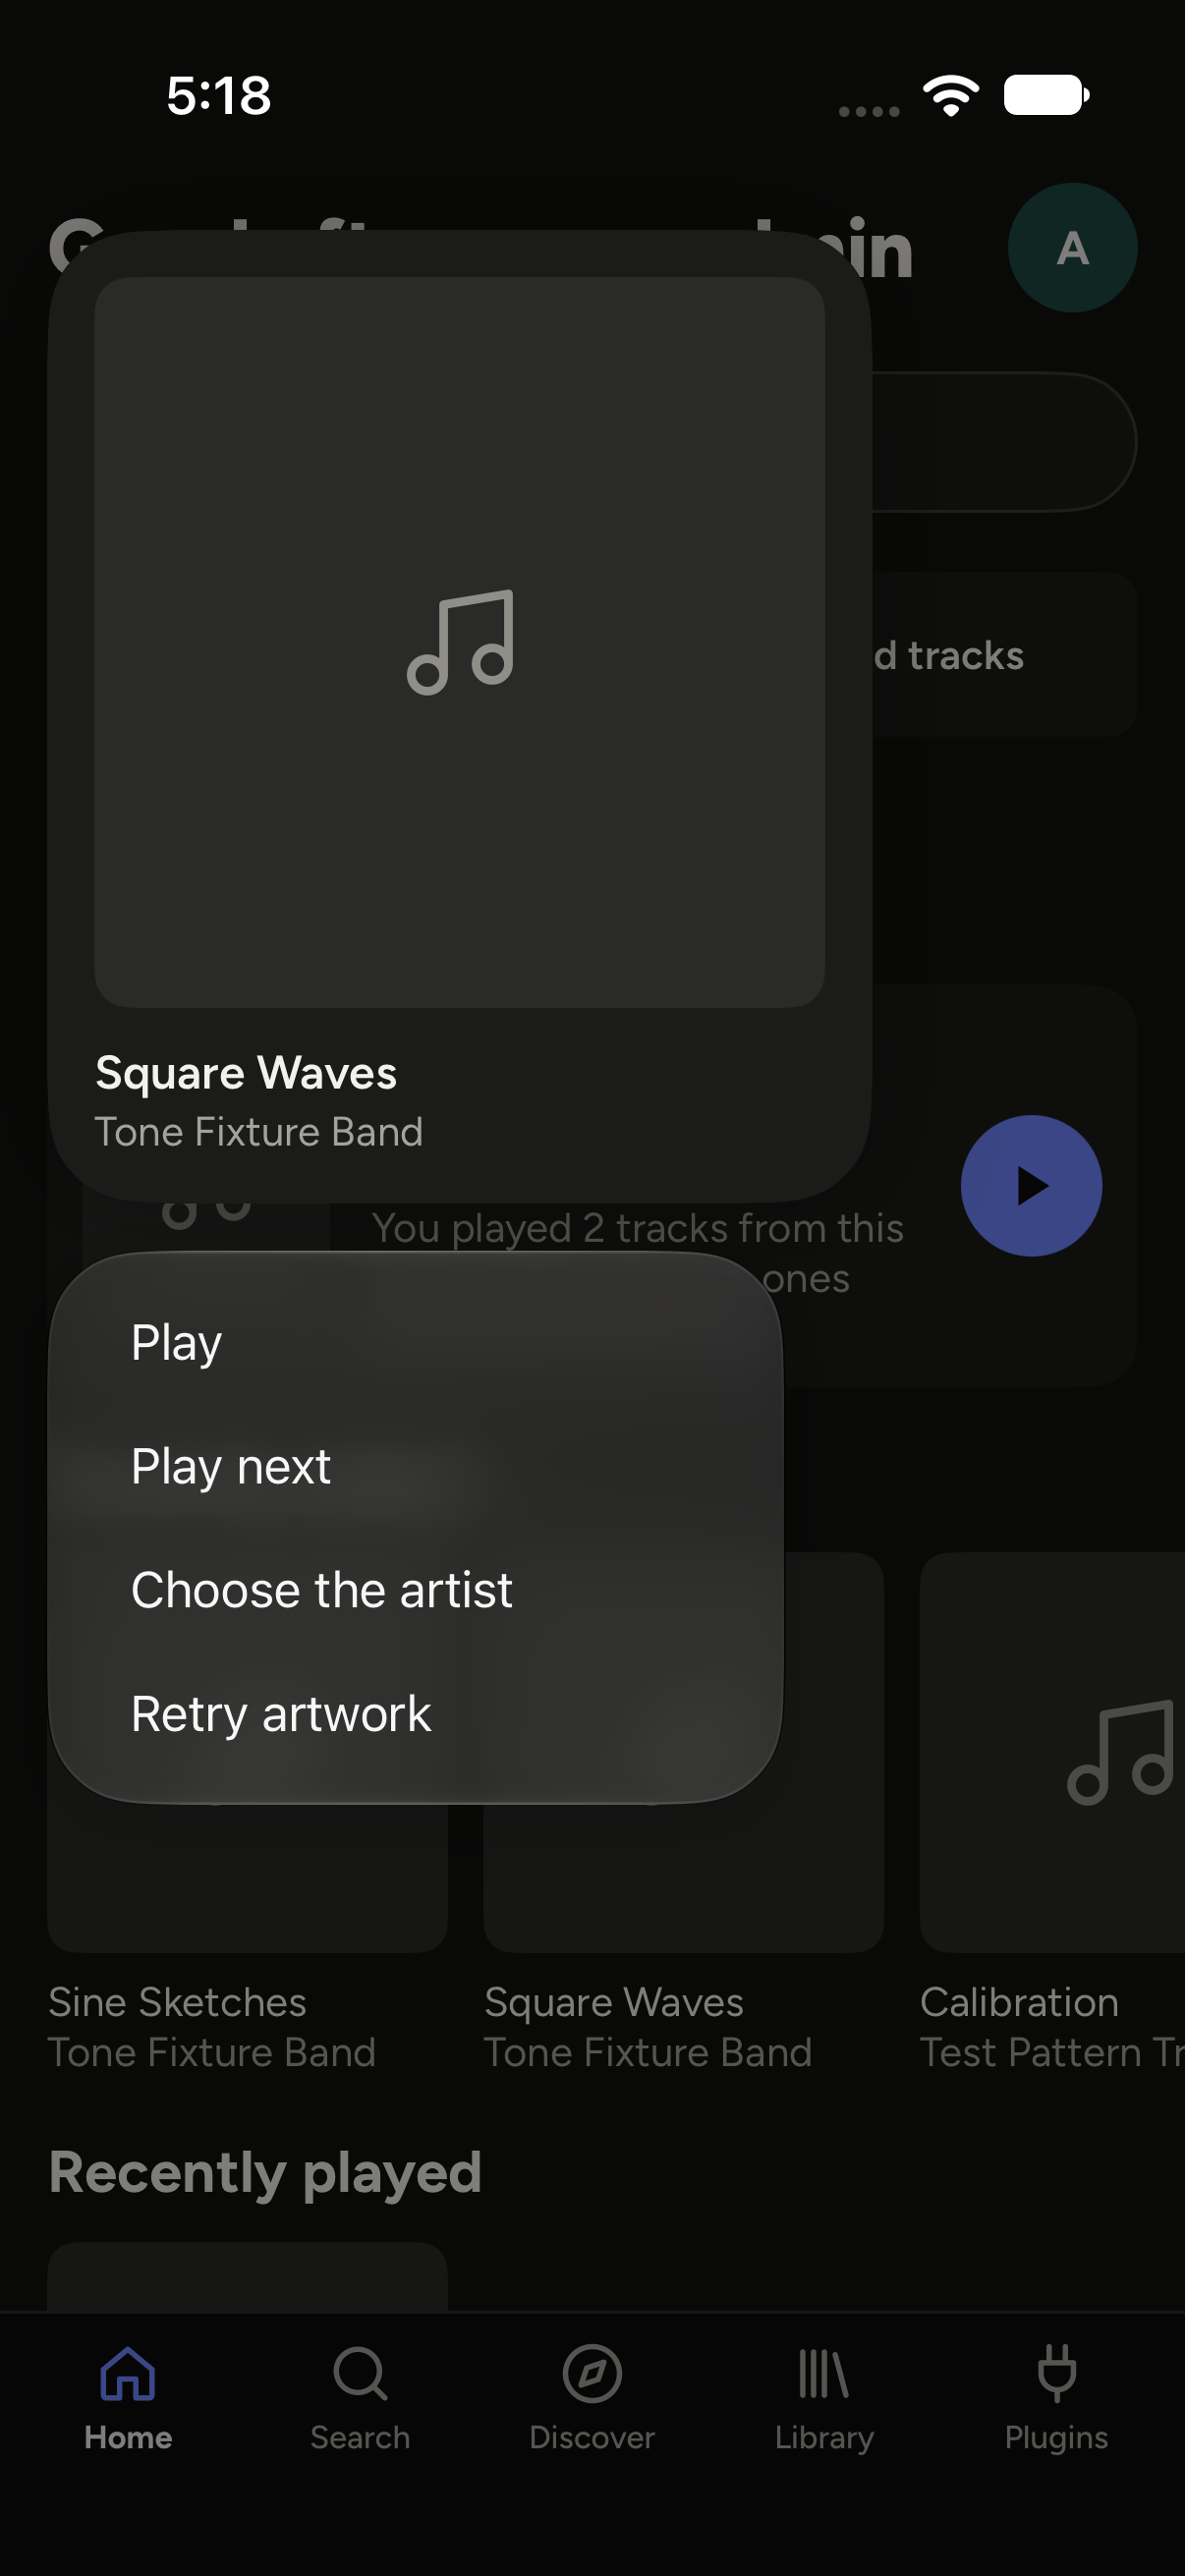 5:18
A
d tracks
Square Waves
Tone Fixture Band
You played 2 tracks from this
ones
Play
Play next
Choose the artist
Retry artwork
Sine Sketches
Tone Fixture Band
Square Waves
Tone Fixture Band
Calibration
Test Pattern Tr
Recently played
Home
Search
Discover
Library
Plugins